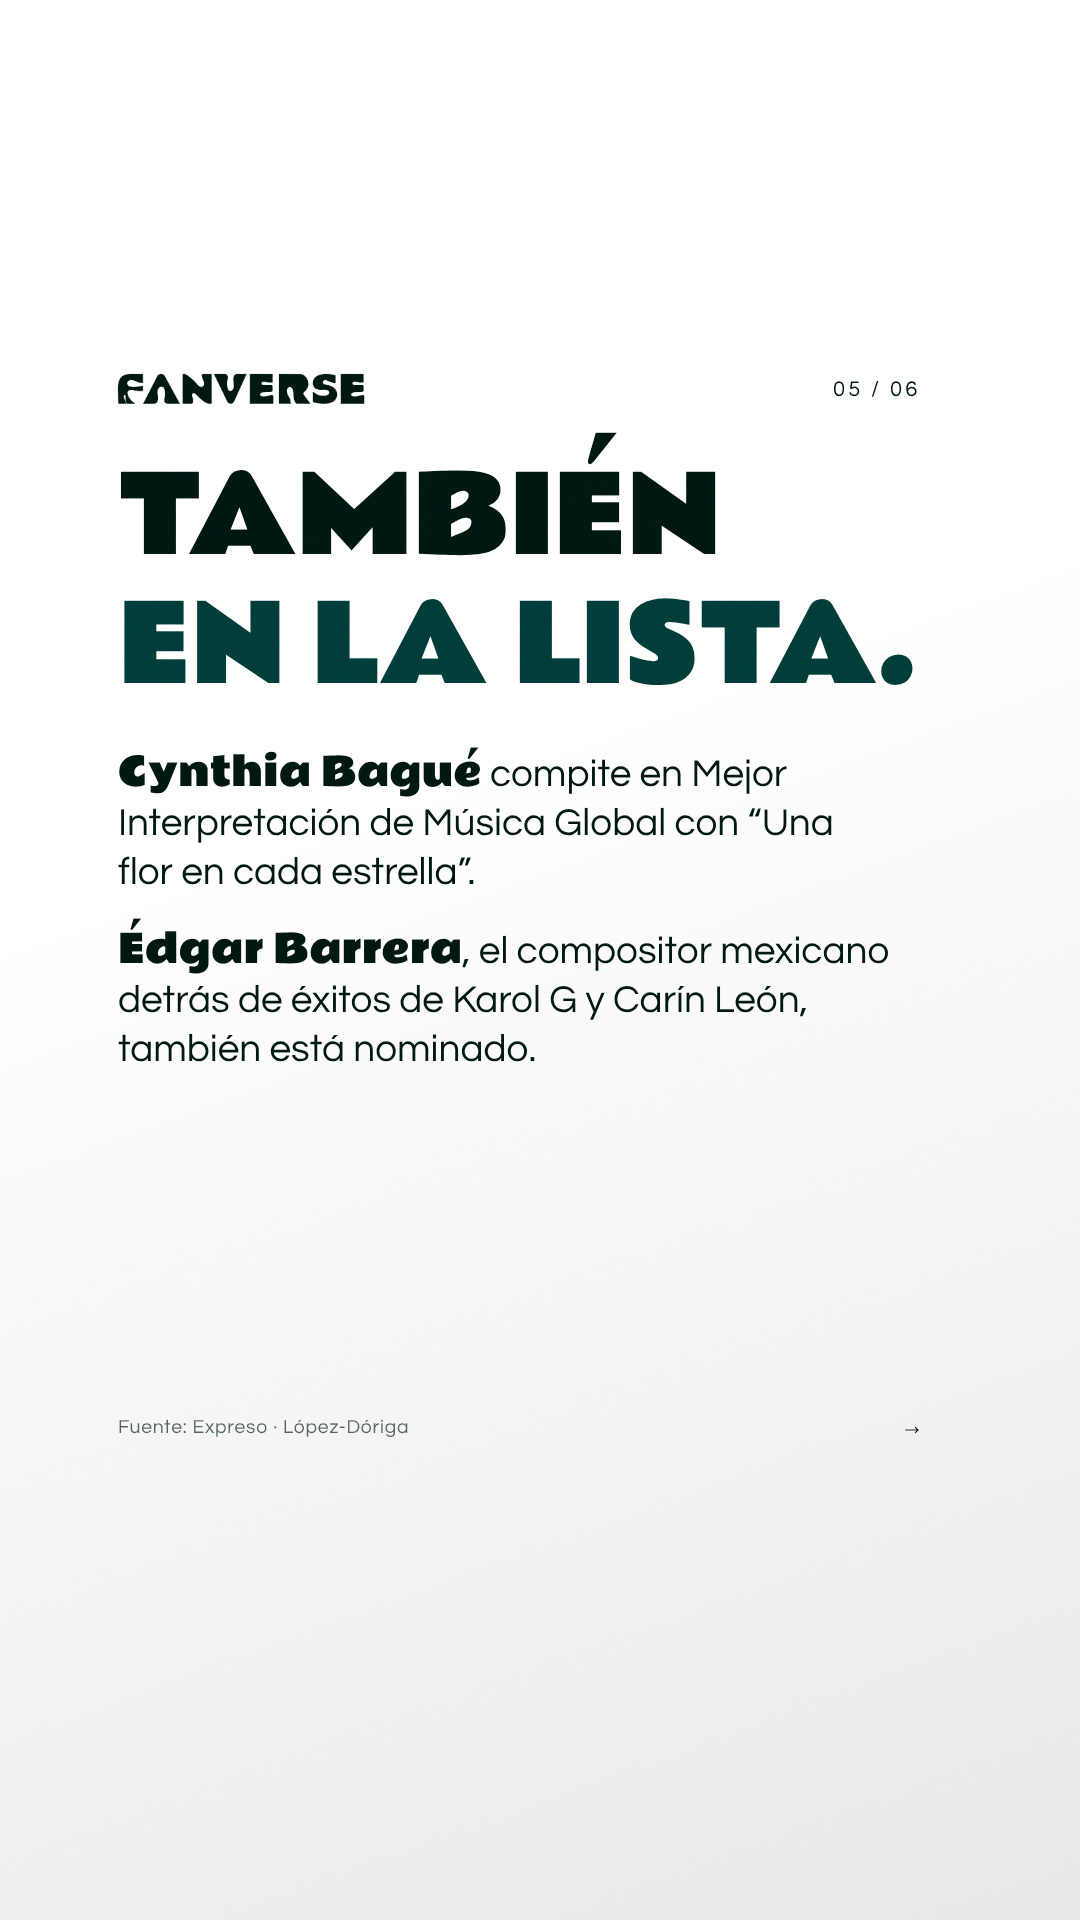 FANVERSE
05 / 06
TAMBIÉN
EN LA LISTA.
Cynthia Bagué compite en Mejor
Interpretación de Música Global con “Una
flor en cada estrella”.
Édgar Barrera, el compositor mexicano
detrás de éxitos de Karol G y Carín León,
también está nominado.
Fuente: Expreso · López-Dóriga
→